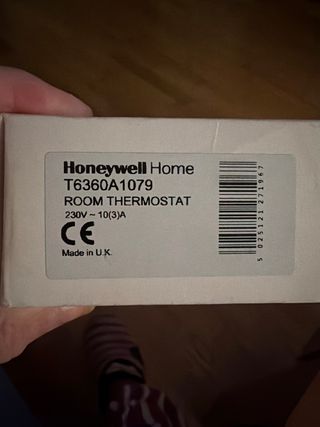 Honeywell Home
T6360A1079
ROOM THERMOSTAT
230V ~ 10(3)A
CE
Made in U.K.
5 025121 271967